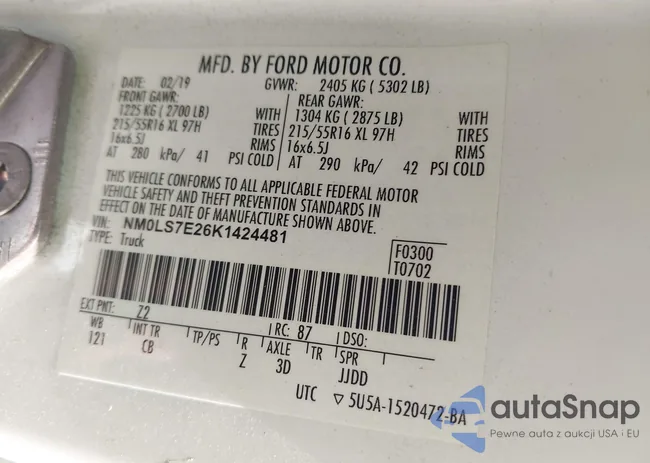 MFD. BY FORD MOTOR CO.
DATE: 02/19 GVWR: 2405 KG ( 5302 LB)
FRONT GAWR: REAR GAWR:
1225 KG ( 2700 LB) WITH 1304 KG ( 2875 LB) WITH
215/55R16 XL 97H TIRES 215/55R16 XL 97H TIRES
16x6.5J RIMS 16x6.5J RIMS
AT 280 kPa/ 41 PSI COLD AT 290 kPa/ 42 PSI COLD
THIS VEHICLE CONFORMS TO ALL APPLICABLE FEDERAL MOTOR
VEHICLE SAFETY AND THEFT PREVENTION STANDARDS IN
EFFECT ON THE DATE OF MANUFACTURE SHOWN ABOVE.
VIN: NM0LS7E26K1424481
TYPE: Truck
F0300
T0702
EXT PNT: Z2 RC: 87 DSO:
WB INT TR TP/PS R AXLE TR SPR
121 CB Z 3D JJDD
UTC ▽ 5U5A-1520472-BA
autaSnap
Pewne auta z aukcji USA i EU